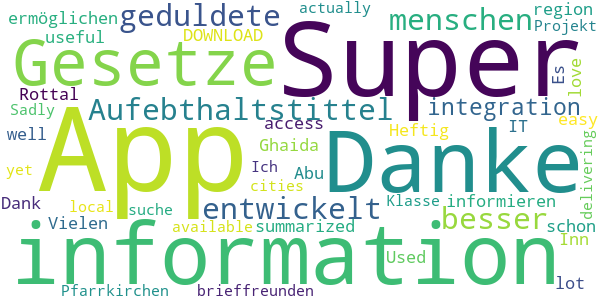 ermöglichen
geduldete
actually
menschen
region
useful
DOWNLOAD
Super
Projekt
Gesetze
Es
love
Rottal
Sadly
Aufebthaltstittel
integration
App
well
access
Danke
Heftig
IT
easy
Ghaida
delivering
yet
Ich
Abu
cities
Dank
local
suche
entwickelt
Klasse
informieren
besser
schon
Vielen
available
summarized
Inn
information
Used
lot
Pfarrkirchen
brieffreunden